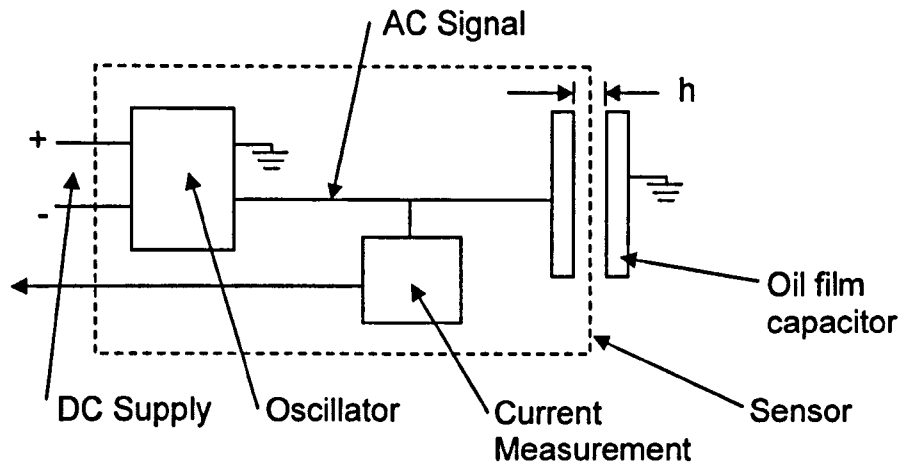 AC Signal
h
+
-
Oil film
capacitor
DC Supply
Oscillator
Current
Measurement
Sensor